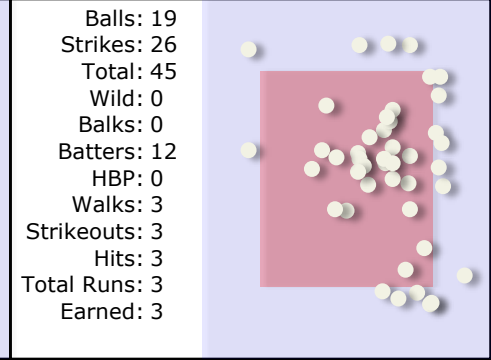 Balls: 19
Strikes: 26
Total: 45
Wild: 0
Balks: 0
Batters: 12
HBP: 0
Walks: 3
Strikeouts: 3
Hits: 3
Total Runs: 3
Earned: 3